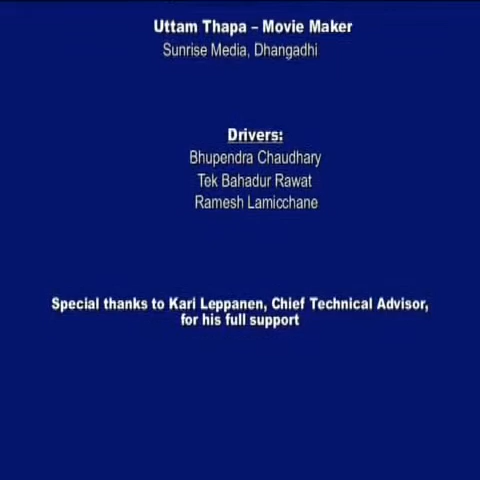 Uttam Thapa – Movie Maker
Sunrise Media, Dhangadhi
Drivers:
Bhupendra Chaudhary
Tek Bahadur Rawat
Ramesh Lamicchane
Special thanks to Kari Leppanen, Chief Technical Advisor,
for his full support